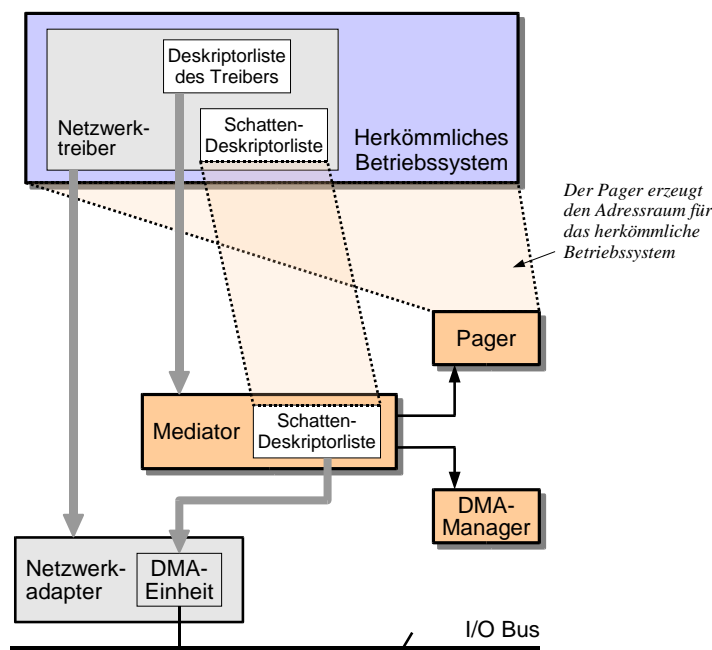 Deskriptorliste
des Treibers
Netzwerk-
treiber
Schatten-
Deskriptorliste
Herkömmliches
Betriebssystem
Der Pager erzeugt
den Adressraum für
das herkömmliche
Betriebssystem
Pager
Mediator
Schatten-
Deskriptorliste
DMA-
Manager
Netzwerk-
adapter
DMA-
Einheit
I/O Bus